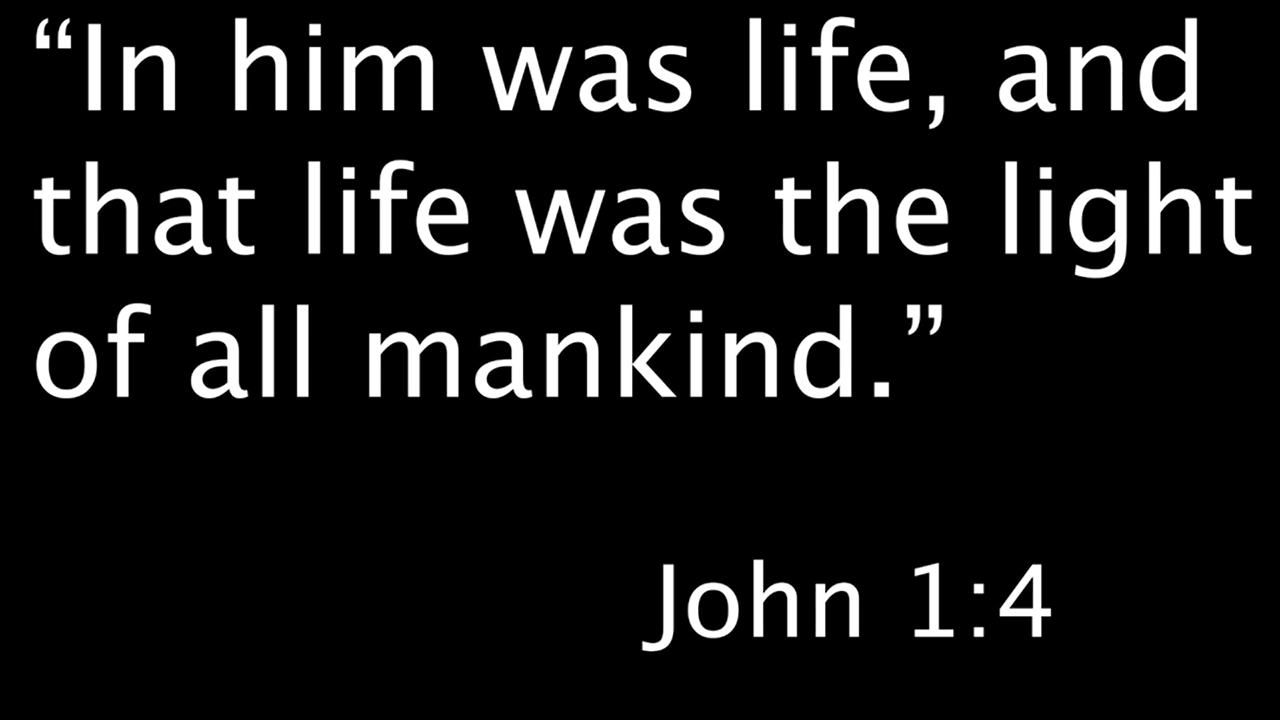 “In him was life, and
that life was the light
of all mankind.”
John 1:4